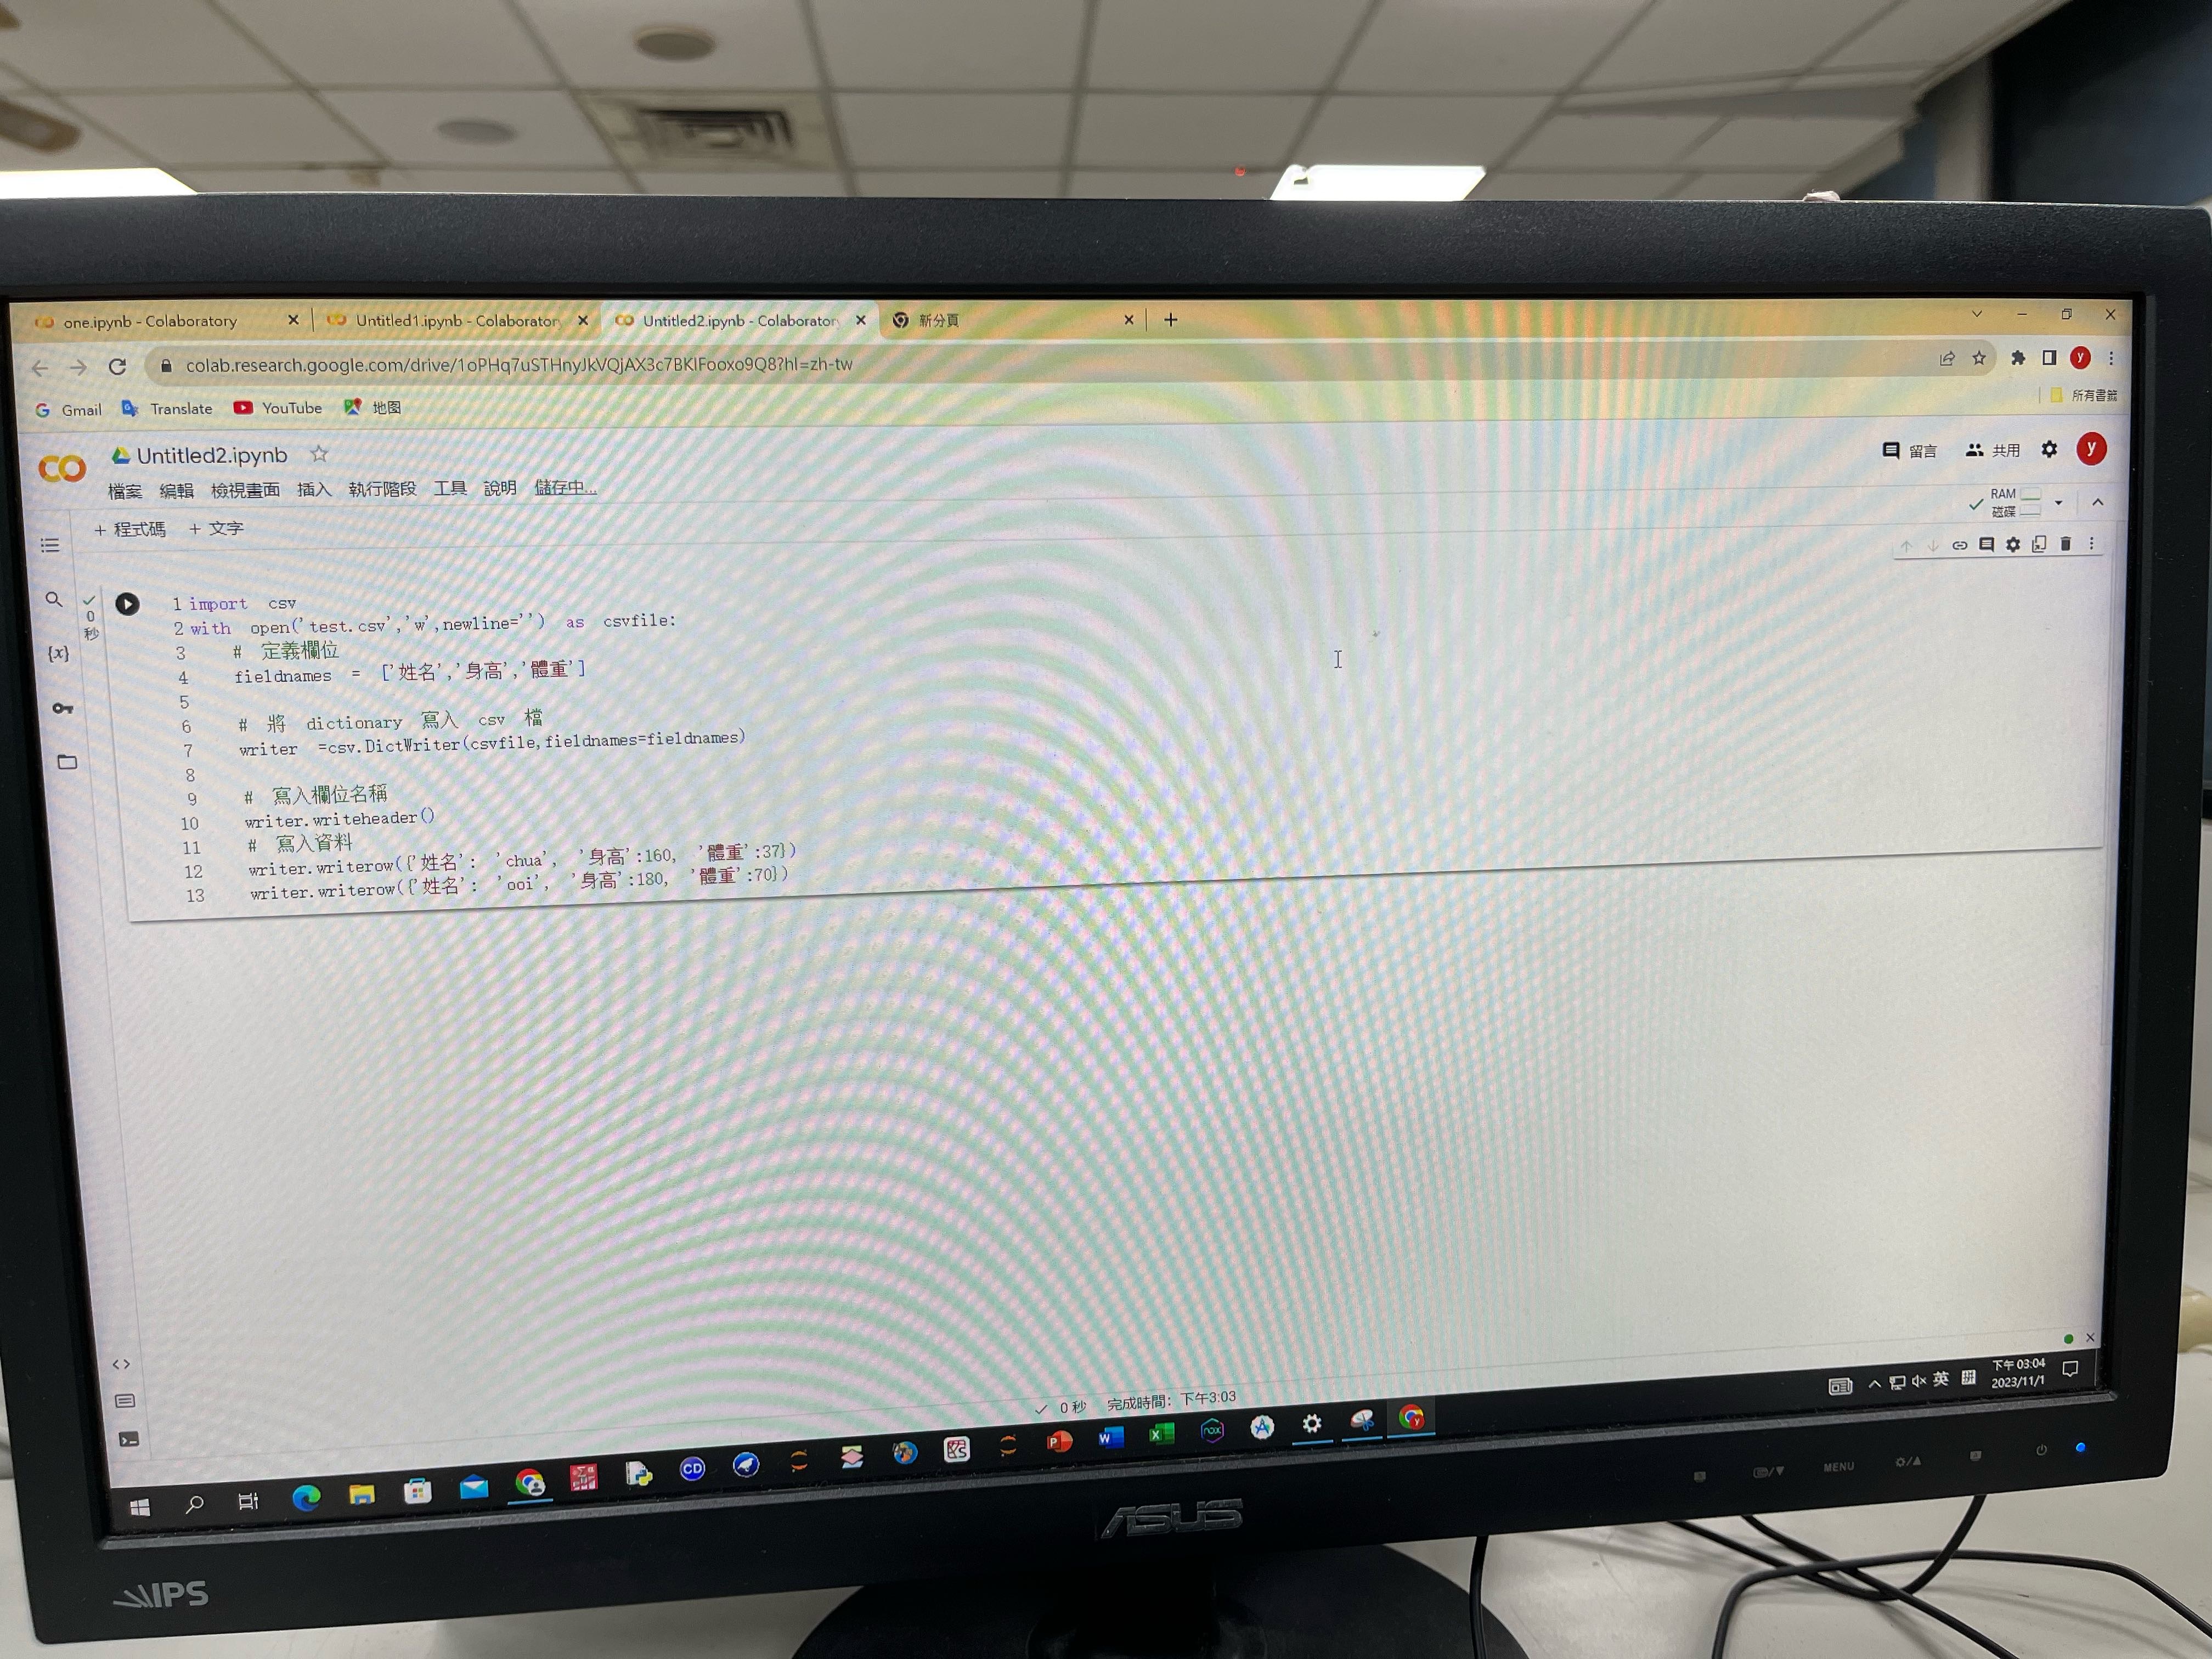 one.ipynb - Colaboratory
Untitled1.ipynb - Colaborator
Untitled2.ipynb - Colaborator
新分頁
colab.research.google.com/drive/1oPHq7uSTHnyJkVQjAX3c7BKlFooxo9Q8?hl=zh-tw
Gmail Translate YouTube 地图
所有書籤
CO Untitled2.ipynb
留言 共用 y
檔案 編輯 檢視畫面 插入 執行階段 工具 說明 儲存中...
RAM
磁碟
+ 程式碼 + 文字
0
秒
{x}
1 import csv
2 with open('test.csv','w',newline='') as csvfile:
3 # 定義欄位
4 fieldnames = ['姓名','身高','體重']
5
6 # 將 dictionary 寫入 csv 檔
7 writer =csv.DictWriter(csvfile,fieldnames=fieldnames)
8
9 # 寫入欄位名稱
10 writer.writeheader()
11 # 寫入資料
12 writer.writerow({'姓名': 'chua', '身高':160, '體重':37})
13 writer.writerow({'姓名': 'ooi', '身高':180, '體重':70})
0 秒 完成時間: 下午3:03
英
下午 03:04
2023/11/1
CD
MENU
ASUS
IPS